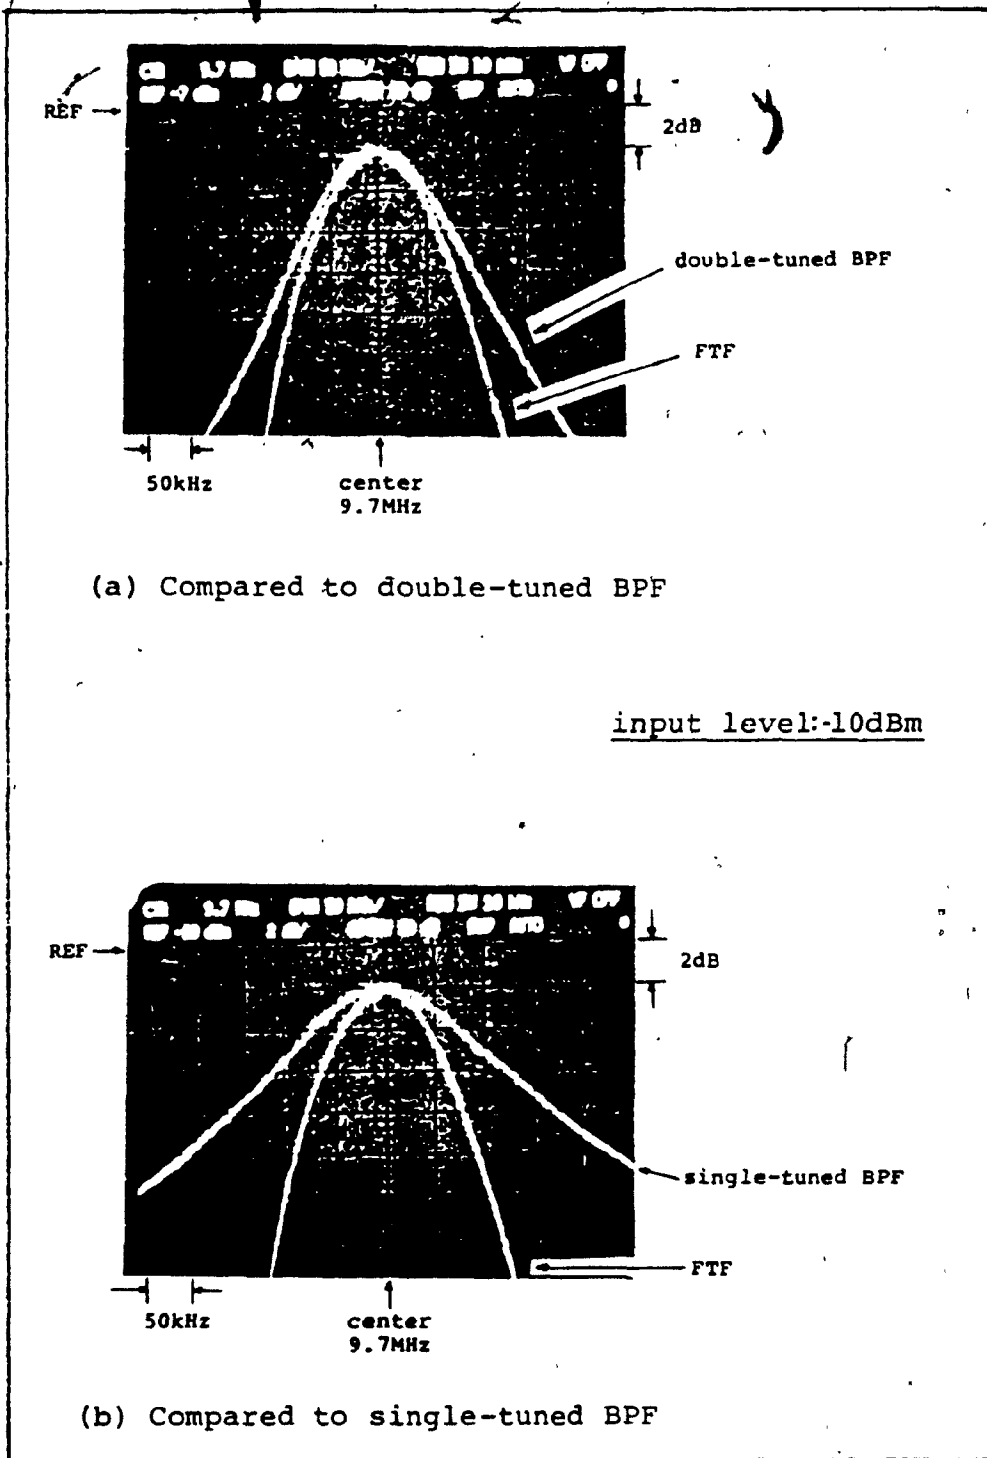 REF
2dB
double-tuned BPF
FTF
50kHz
center
9.7MHz
(a) Compared to double-tuned BPF
input level:-10dBm
REF
2dB
single-tuned BPF
FTF
50kHz
center
9.7MHz
(b) Compared to single-tuned BPF